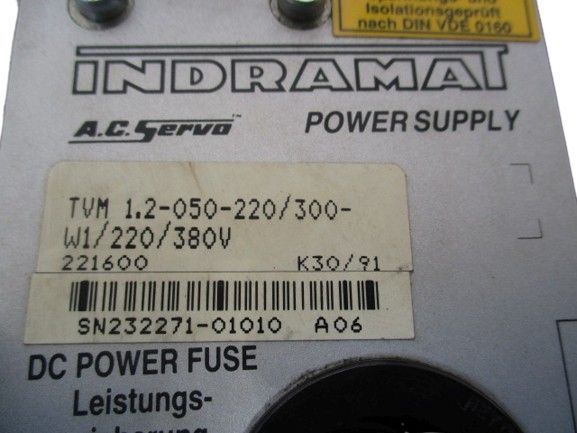 Isolationsgeprüft
nach DIN VDE 0160
INDRAMAT
A.C. Servo™ POWER SUPPLY
TVM 1.2-050-220/300-
W1/220/380V
221600 K30/91
SN232271-01010 A06
DC POWER FUSE
Leistungs-